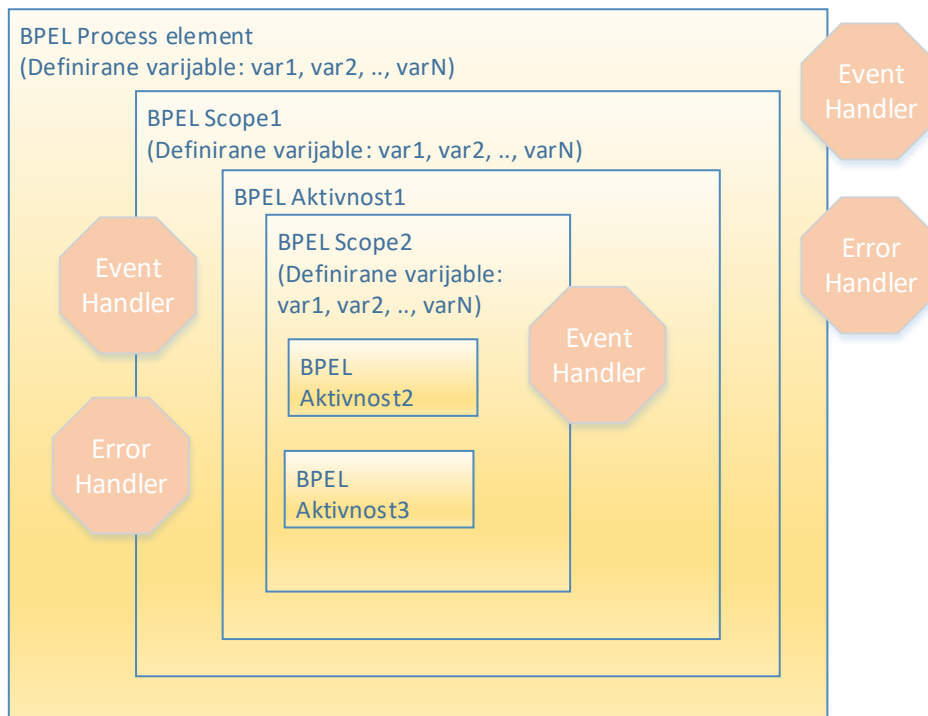 BPEL Process element
(Definirane varijable: var1, var2, .., varN)
Event
Handler
BPEL Scope1
(Definirane varijable: var1, var2, .., varN)
BPEL Aktivnost1
BPEL Scope2
(Definirane varijable:
var1, var2, .., varN)
Event
Handler
Error
Handler
Event
Handler
BPEL
Aktivnost2
Error
Handler
BPEL
Aktivnost3